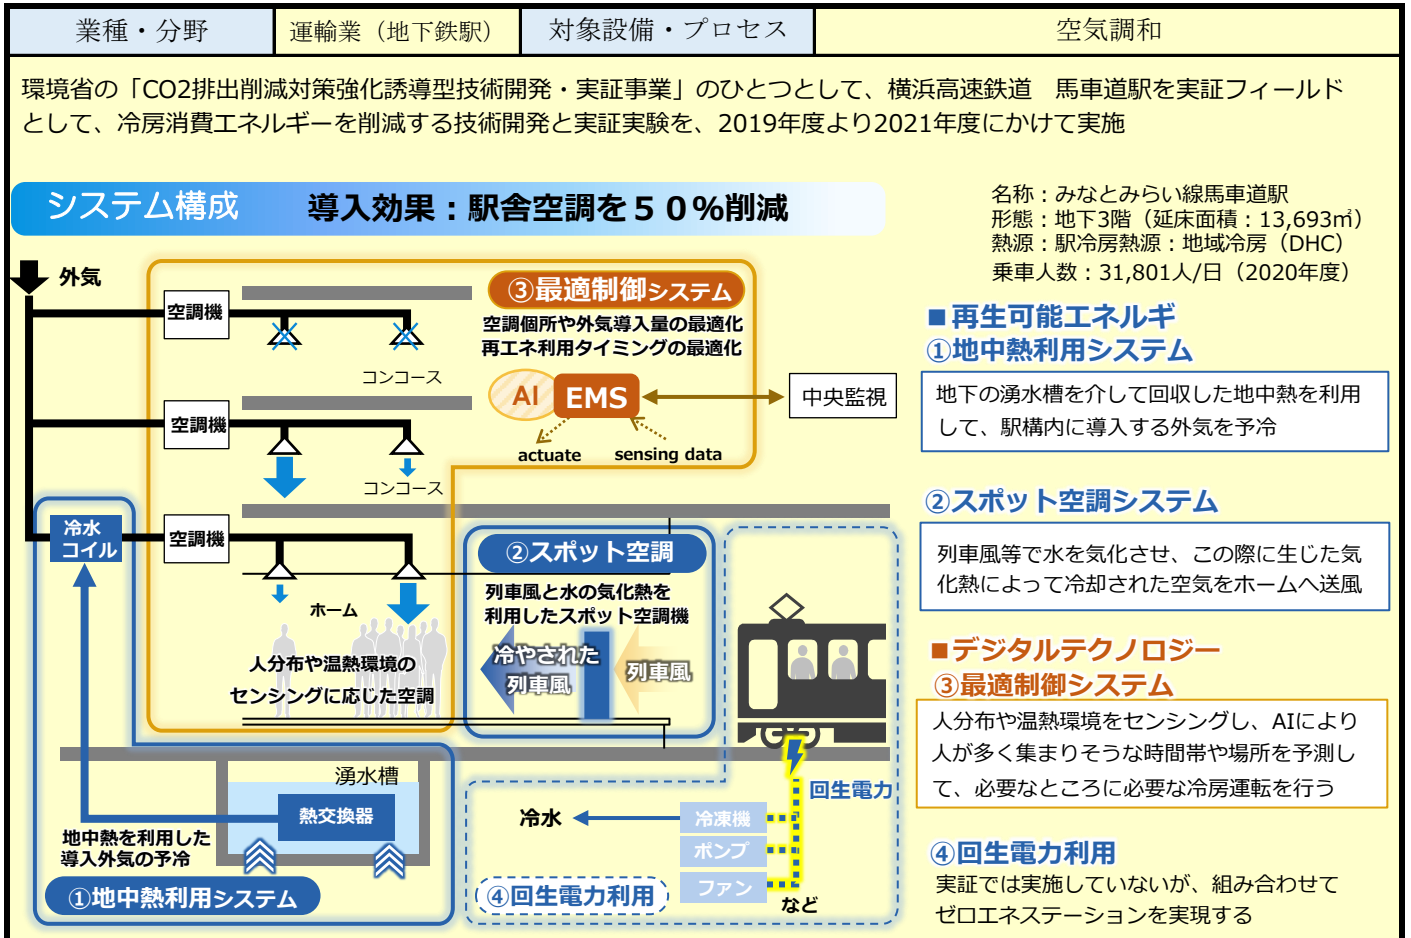 業種・分野
運輸業（地下鉄駅）
対象設備・プロセス
空気調和
環境省の「CO2排出削減対策強化誘導型技術開発・実証事業」のひとつとして、横浜高速鉄道　馬車道駅を実証フィールド
として、冷房消費エネルギーを削減する技術開発と実証実験を、2019年度より2021年度にかけて実施
システム構成
導入効果：駅舎空調を５０％削減
名称：みなとみらい線馬車道駅
形態：地下3階（延床面積：13,693㎡）
熱源：駅冷房熱源：地域冷房（DHC）
乗車人数：31,801人/日（2020年度）
外気
空調機
コンコース
空調機
コンコース
冷水
コイル
空調機
ホーム
人分布や温熱環境の
センシングに応じた空調
③最適制御システム
空調個所や外気導入量の最適化
再エネ利用タイミングの最適化
AI
EMS
中央監視
actuate
sensing data
②スポット空調
列車風と水の気化熱を
利用したスポット空調機
冷やされた
列車風
列車風
湧水槽
熱交換器
地中熱を利用した
導入外気の予冷
①地中熱利用システム
回生電力
冷水
冷凍機
ポンプ
ファン
など
④回生電力利用
■再生可能エネルギ
①地中熱利用システム
地下の湧水槽を介して回収した地中熱を利用
して、駅構内に導入する外気を予冷
②スポット空調システム
列車風等で水を気化させ、この際に生じた気
化熱によって冷却された空気をホームへ送風
■デジタルテクノロジー
③最適制御システム
人分布や温熱環境をセンシングし、AIにより
人が多く集まりそうな時間帯や場所を予測し
て、必要なところに必要な冷房運転を行う
④回生電力利用
実証では実施していないが、組み合わせて
ゼロエネステーションを実現する